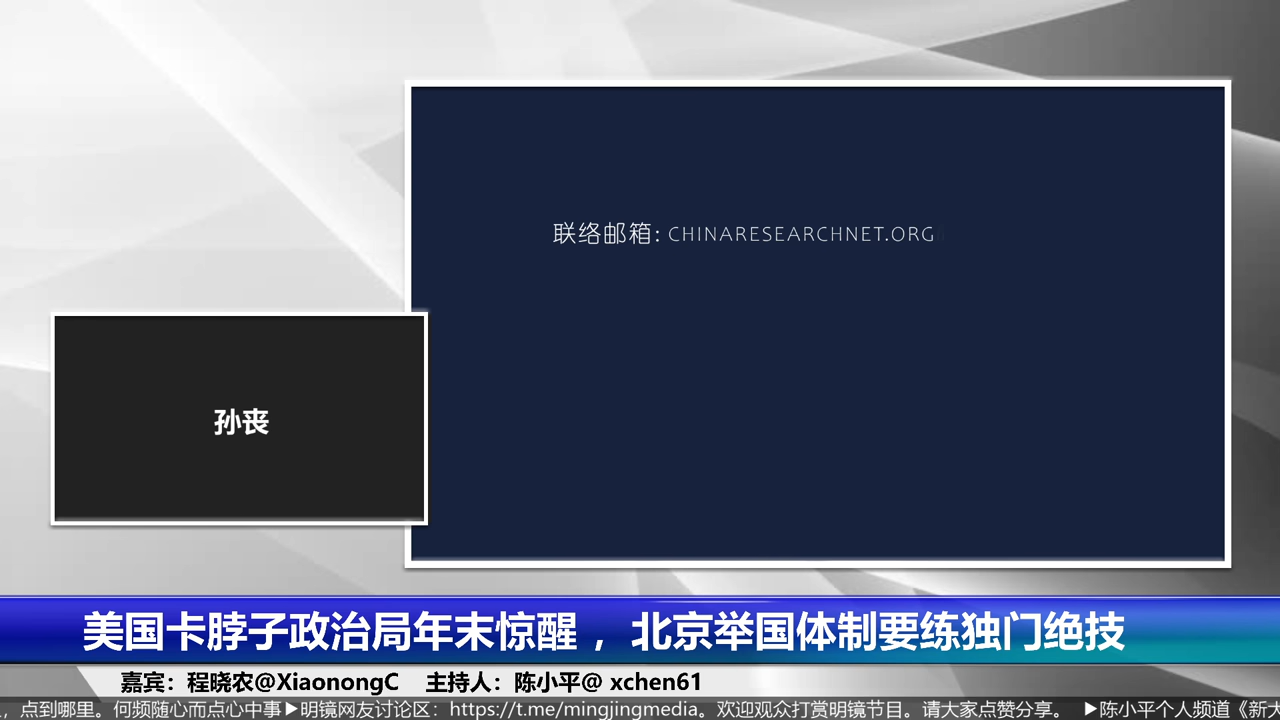 联络邮箱: CHINARESEARCHNET.ORG
孙丧
美国卡脖子政治局年末惊醒 ，北京举国体制要练独门绝技
嘉宾：程晓农@XiaonongC 主持人：陈小平@ xchen61
，点到哪里。何频随心而点心中事▶明镜网友讨论区：https://t.me/mingjingmedia。欢迎观众打赏明镜节目。请大家点赞分享。 ▶陈小平个人频道《新大